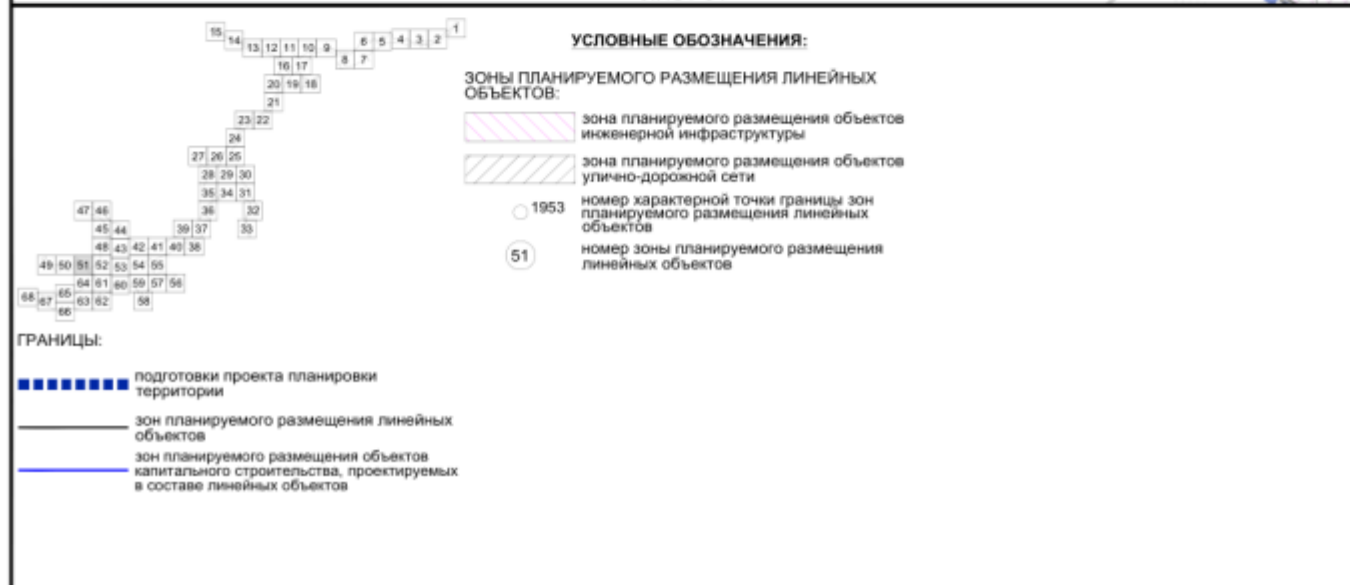 1
15
14 6 5 4 3 2
13 12 11 10 9
8 7
16 17
20 19 18
21
23 22
24
27 26 25
28 29 30
35 34 31
36 32
47 46
45 44 39 37 33
48 43 42 41 40 38
49 50 51 52 53 54 55
64 61 60 59 57 56
68 67 65 63 62 58
66
УСЛОВНЫЕ ОБОЗНАЧЕНИЯ:
ЗОНЫ ПЛАНИРУЕМОГО РАЗМЕЩЕНИЯ ЛИНЕЙНЫХ
ОБЪЕКТОВ:
зона планируемого размещения объектов
инженерной инфраструктуры
зона планируемого размещения объектов
улично-дорожной сети
1953 номер характерной точки границы зон
планируемого размещения линейных
объектов
51 номер зоны планируемого размещения
линейных объектов
ГРАНИЦЫ:
подготовки проекта планировки
территории
зон планируемого размещения линейных
объектов
зон планируемого размещения объектов
капитального строительства, проектируемых
в составе линейных объектов